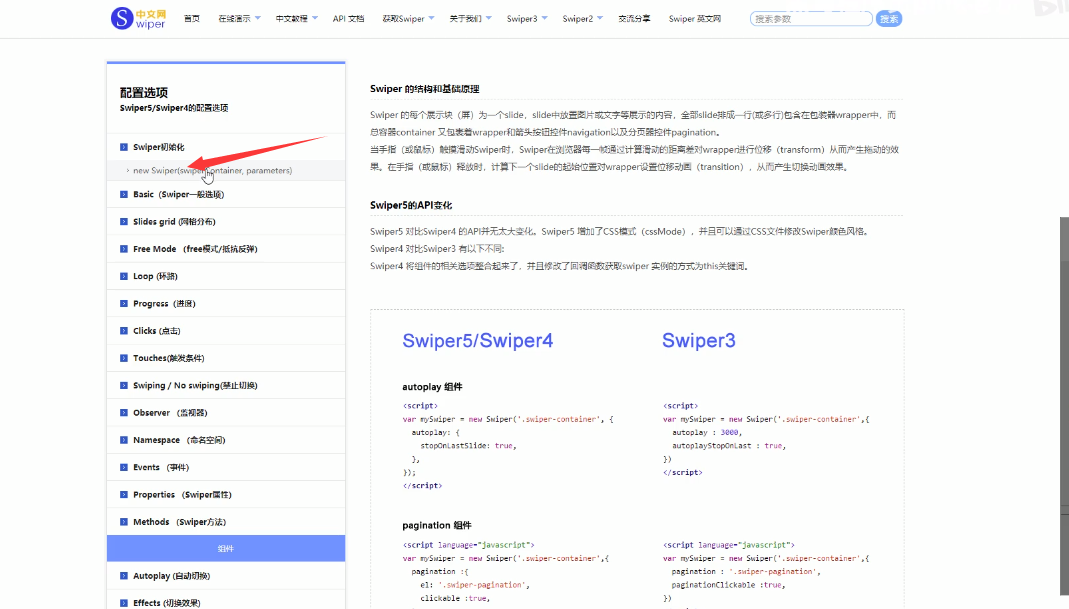 S 中文网
wiper
首页 在线演示 中文教程 API 文档 获取Swiper 关于我们 Swiper3 Swiper2 交流分享 Swiper 英文网 搜索参数 搜索
配置选项
Swiper5/Swiper4的配置选项
Swiper初始化
› new Swiper(swiperContainer, parameters)
Basic（Swiper一般选项）
Slides grid (网格分布)
Free Mode （free模式/抵抗反弹）
Loop (环路)
Progress（进度）
Clicks (点击)
Touches(触发条件)
Swiping / No swiping(禁止切换)
Observer （监视器）
Namespace （命名空间）
Events （事件）
Properties （Swiper属性）
Methods （Swiper方法）
组件
Autoplay (自动切换)
Effects (切换效果)
Swiper 的结构和基础原理
Swiper 的每个展示块（屏）为一个slide，slide中放置图片或文字等展示的内容，全部slide排成一行(或多行)包含在包装器wrapper中，而
总容器container 又包裹着wrapper和箭头按钮控件navigation以及分页器控件pagination。
当手指（或鼠标）触摸滑动Swiper时，Swiper在浏览器每一帧通过计算滑动的距离差对wrapper进行位移（transform）从而产生拖动的效
果。在手指（或鼠标）释放时，计算下一个slide的起始位置对wrapper设置位移动画（transition），从而产生切换动画效果。
Swiper5的API变化
Swiper5 对比Swiper4 的API并无太大变化。Swiper5 增加了CSS模式（cssMode），并且可以通过CSS文件修改Swiper颜色风格。
Swiper4 对比Swiper3 有以下不同:
Swiper4 将组件的相关选项整合起来了，并且修改了回调函数获取swiper 实例的方式为this关键词。
Swiper5/Swiper4
autoplay 组件
<script>
var mySwiper = new Swiper('.swiper-container', {
autoplay: {
stopOnLastSlide: true,
},
});
</script>
pagination 组件
<script language="javascript">
var mySwiper = new Swiper('.swiper-container',{
pagination :{
el: '.swiper-pagination',
clickable :true,
Swiper3
<script>
var mySwiper = new Swiper('.swiper-container',{
autoplay : 3000,
autoplayStopOnLast : true,
})
</script>
<script language="javascript">
var mySwiper = new Swiper('.swiper-container',{
pagination : '.swiper-pagination',
paginationClickable :true,
})